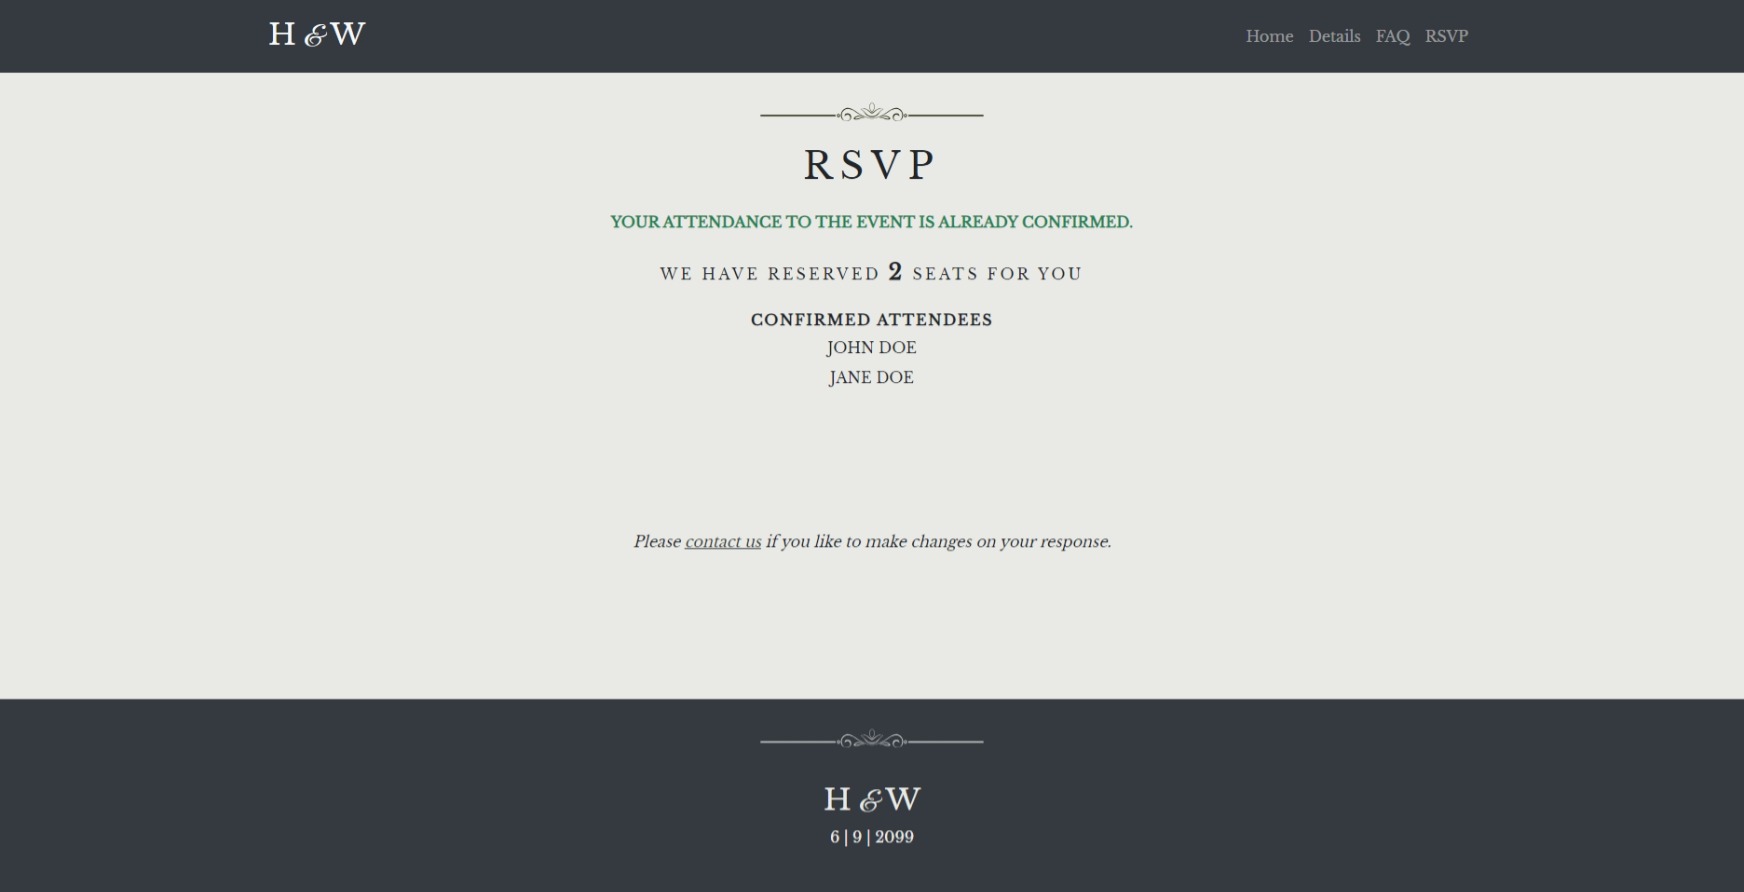 H & W
Home Details FAQ RSVP
RSVP
YOUR ATTENDANCE TO THE EVENT IS ALREADY CONFIRMED.
WE HAVE RESERVED 2 SEATS FOR YOU
CONFIRMED ATTENDEES
JOHN DOE
JANE DOE
Please contact us if you like to make changes on your response.
H & W
6 | 9 | 2099